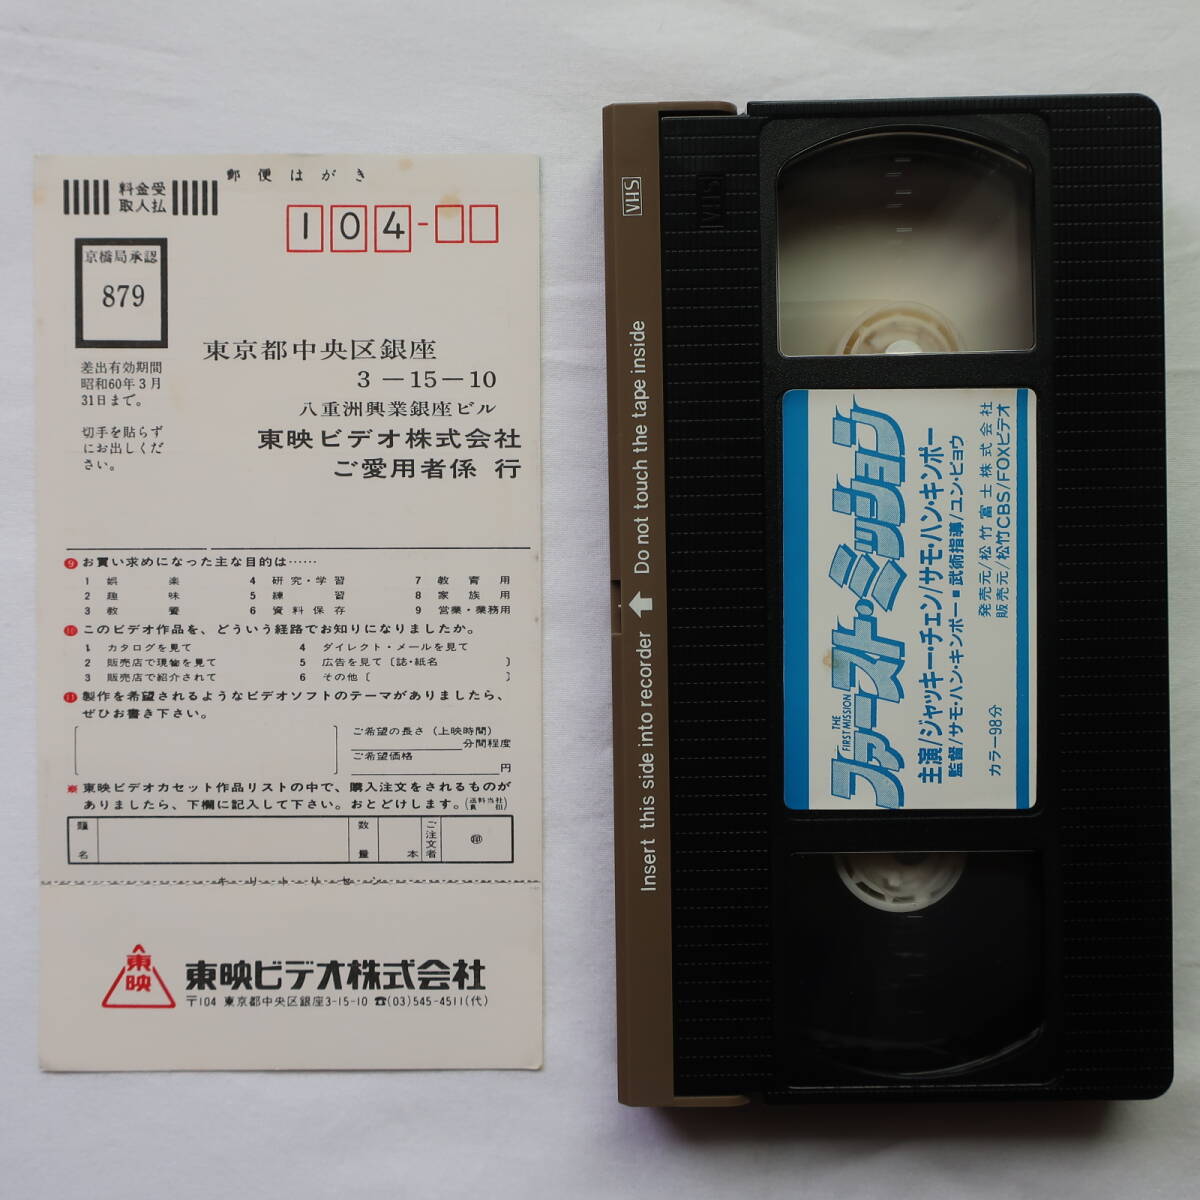 郵便はがき
料金受
取人払
104-
京橋局承認
879
差出有効期間
昭和60年3月
31日まで。
切手を貼らず
にお出しくだ
さい。
東京都中央区銀座
3－15－10
八重洲興業銀座ビル
東映ビデオ株式会社
ご愛用者係 行
9 お買い求めになった主な目的は……
1 娯楽 4 研究・学習 7 教育用
2 趣味 5 練習 8 家族用
3 教養 6 資料保存 9 営業・業務用
10 このビデオ作品を、どういう経路でお知りになりましたか。
1 カタログを見て 4 ダイレクト・メールを見て
2 販売店で現物を見て 5 広告を見て〔誌・紙名 〕
3 販売店で紹介されて 6 その他〔 〕
11 製作を希望されるようなビデオソフトのテーマがありましたら、
ぜひお書き下さい。
ご希望の長さ（上映時間）
分間程度
ご希望価格
円
※ 東映ビデオカセット作品リストの中で、購入注文をされるものが
ありましたら、下欄に記入して下さい。おとどけします。(送料当社負担)
題名 数量 本 ご注文者 ㊞
キリトリセン
東映
東映ビデオ株式会社
〒104 東京都中央区銀座3-15-10 ☎(03)545-4511(代)
VHS
Insert this side into recorder ↑ Do not touch the tape inside
VHS
THE
FIRST MISSION
ファースト・ミッション
主演/ジャッキー・チェン/サモ・ハン・キンポー
監督/サモ・ハン・キンポー■武術指導/ユン・ピョウ
カラー98分
発売元/松竹富士株式会社
販売元/松竹CBS/FOXビデオ